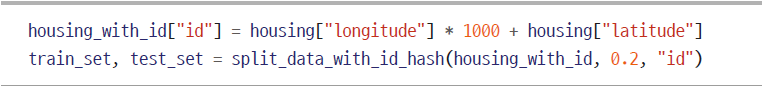 housing_with_id["id"] = housing["longitude"] * 1000 + housing["latitude"]
train_set, test_set = split_data_with_id_hash(housing_with_id, 0.2, "id")